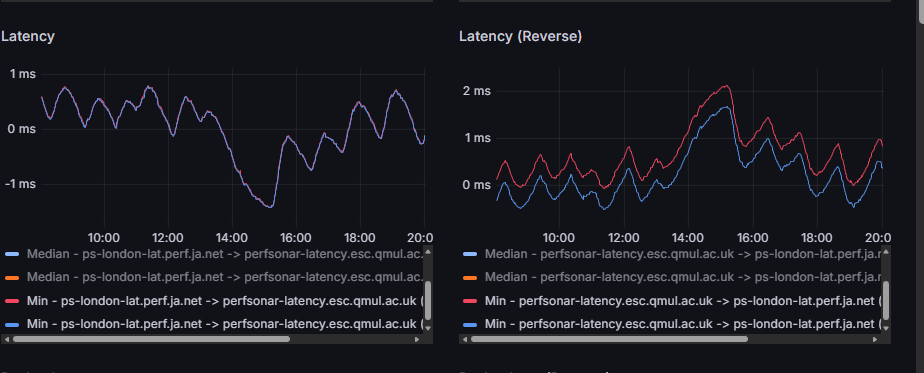 Latency
1 ms
0 ms
-1 ms
10:00 12:00 14:00 16:00 18:00 20:0
Median - ps-london-lat.perf.ja.net -> perfsonar-latency.esc.qmul.ac.
Median - ps-london-lat.perf.ja.net -> perfsonar-latency.esc.qmul.ac.
Min - ps-london-lat.perf.ja.net -> perfsonar-latency.esc.qmul.ac.uk (
Min - ps-london-lat.perf.ja.net -> perfsonar-latency.esc.qmul.ac.uk (
Latency (Reverse)
2 ms
1 ms
0 ms
10:00 12:00 14:00 16:00 18:00 20:0
Median - perfsonar-latency.esc.qmul.ac.uk -> ps-london-lat.perf.ja.n
Median - perfsonar-latency.esc.qmul.ac.uk -> ps-london-lat.perf.ja.n
Min - perfsonar-latency.esc.qmul.ac.uk -> ps-london-lat.perf.ja.net (
Min - perfsonar-latency.esc.qmul.ac.uk -> ps-london-lat.perf.ja.net (